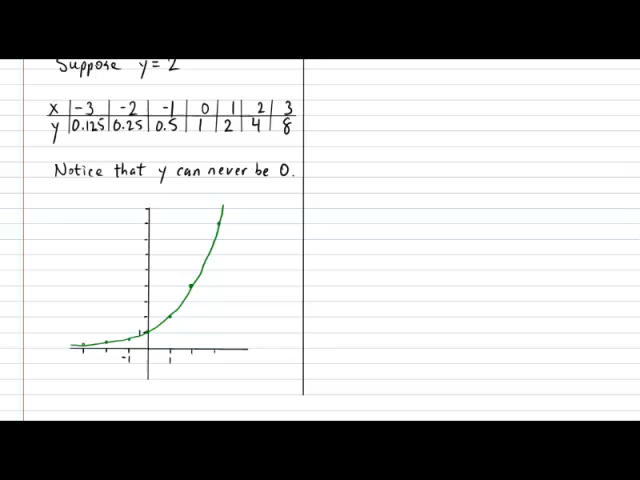 Suppose y = 2
x -3 -2 -1 0 1 2 3
y 0.125 0.25 0.5 1 2 4 8
Notice that y can never be 0.
1
-1 1